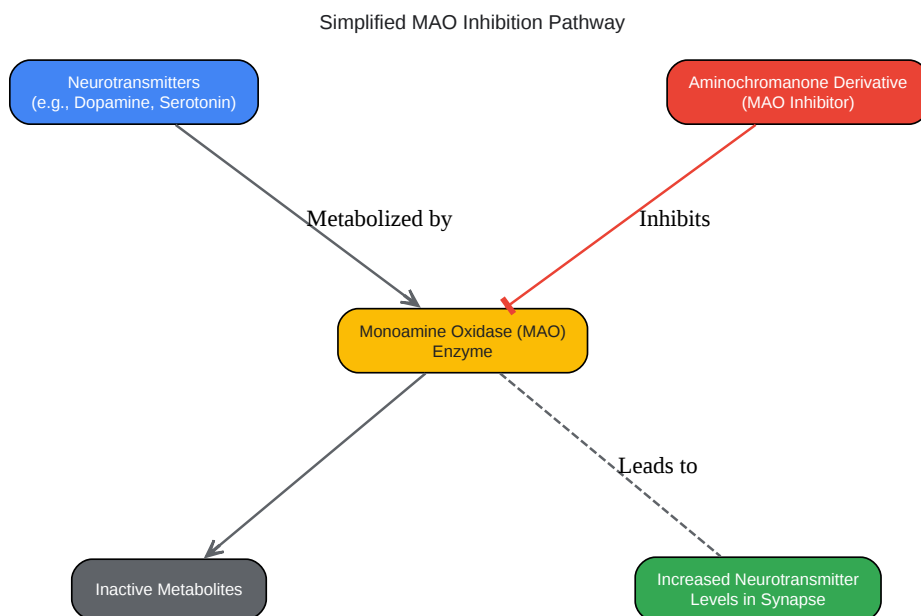 Simplified MAO Inhibition Pathway
Neurotransmitters
(e.g., Dopamine, Serotonin)
Aminochromanone Derivative
(MAO Inhibitor)
Metabolized by
Inhibits
Monoamine Oxidase (MAO)
Enzyme
Leads to
Inactive Metabolites
Increased Neurotransmitter
Levels in Synapse